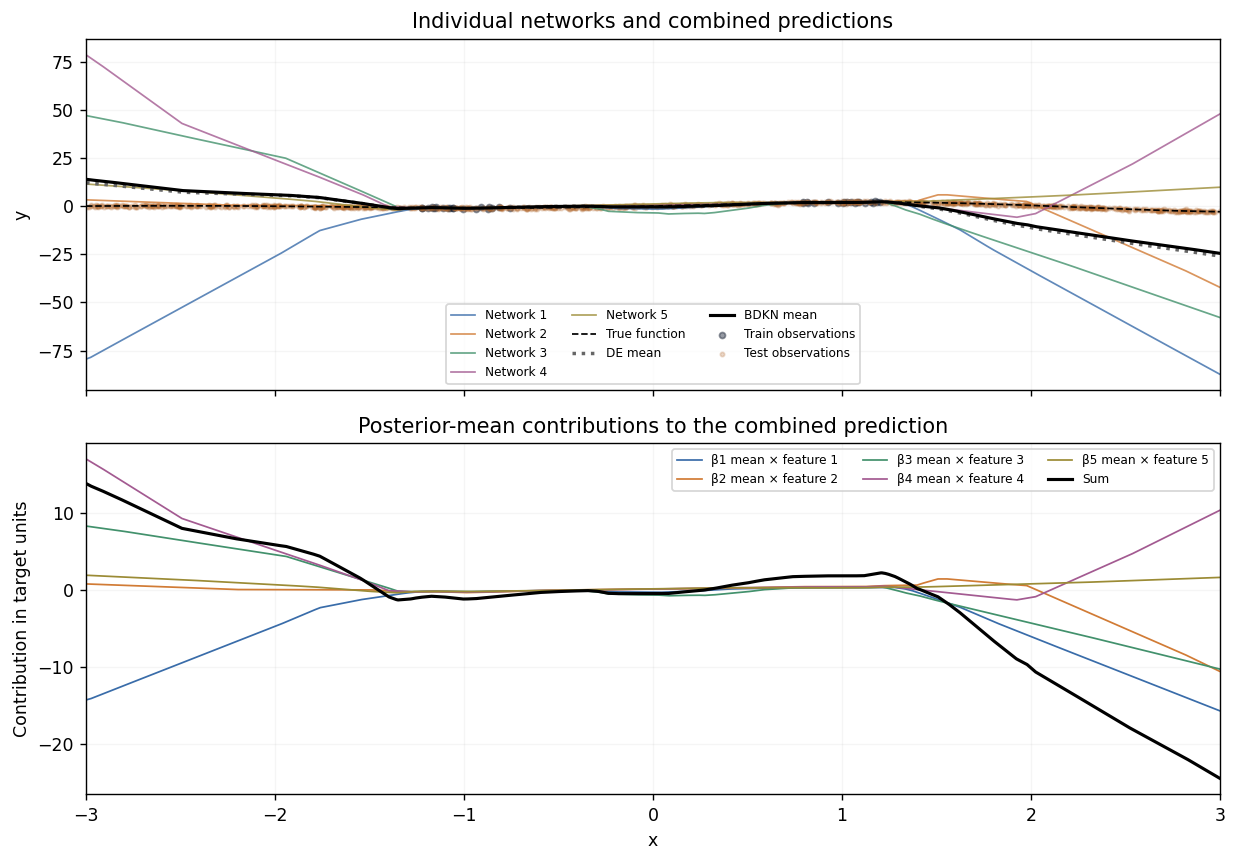 Individual networks and combined predictions
75
50
25
0
−25
−50
−75
y
Network 1
Network 2
Network 3
Network 4
Network 5
True function
DE mean
BDKN mean
Train observations
Test observations
Posterior-mean contributions to the combined prediction
10
0
−10
−20
Contribution in target units
β1 mean × feature 1
β2 mean × feature 2
β3 mean × feature 3
β4 mean × feature 4
β5 mean × feature 5
Sum
−3
−2
−1
0
1
2
3
x